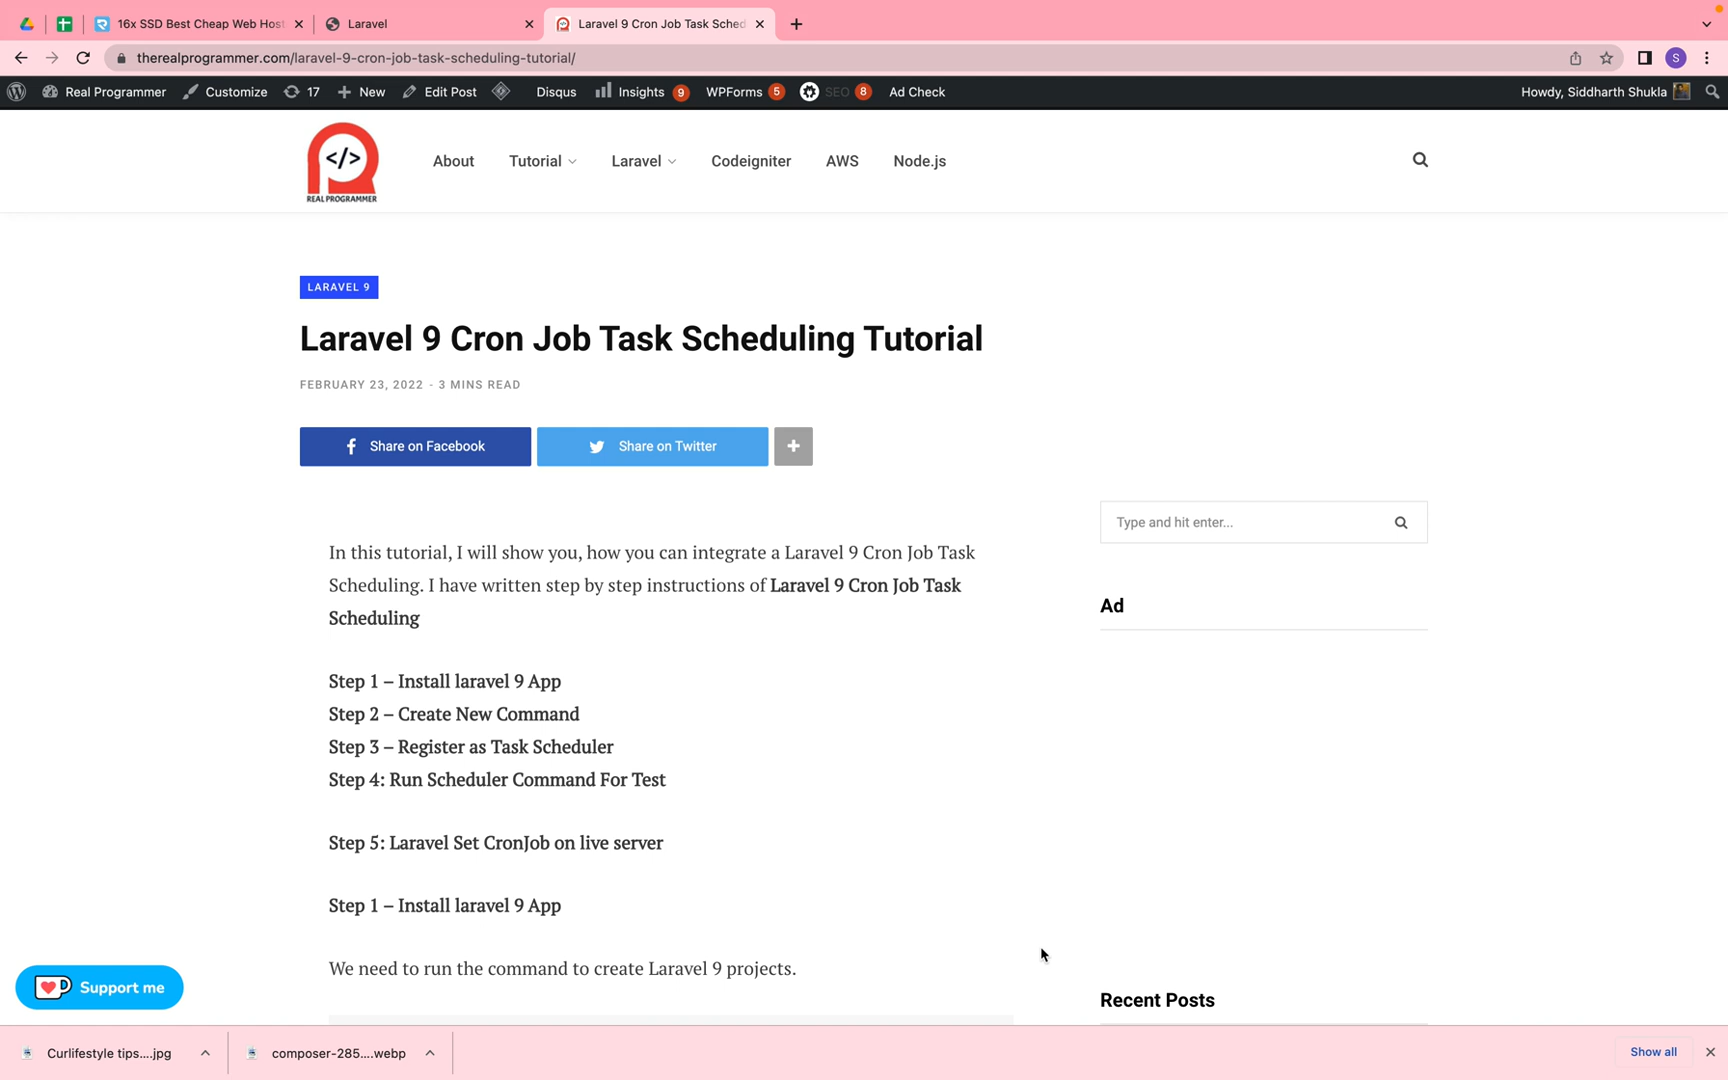 16x SSD Best Cheap Web Host
Laravel
Laravel 9 Cron Job Task Sched
therealprogrammer.com/laravel-9-cron-job-task-scheduling-tutorial/
S
Real Programmer
Customize
17
New
Edit Post
Disqus
Insights 9
WPForms 5
SEO 8
Ad Check
Howdy, Siddharth Shukla
</>
REAL PROGRAMMER
About
Tutorial
Laravel
Codeigniter
AWS
Node.js
LARAVEL 9
Laravel 9 Cron Job Task Scheduling Tutorial
FEBRUARY 23, 2022 - 3 MINS READ
Share on Facebook
Share on Twitter
In this tutorial, I will show you, how you can integrate a Laravel 9 Cron Job Task
Scheduling. I have written step by step instructions of Laravel 9 Cron Job Task
Scheduling
Type and hit enter...
Ad
Step 1 – Install laravel 9 App
Step 2 – Create New Command
Step 3 – Register as Task Scheduler
Step 4: Run Scheduler Command For Test
Step 5: Laravel Set CronJob on live server
Step 1 – Install laravel 9 App
We need to run the command to create Laravel 9 projects.
Recent Posts
Support me
Curlifestyle tips....jpg
composer-285....webp
Show all